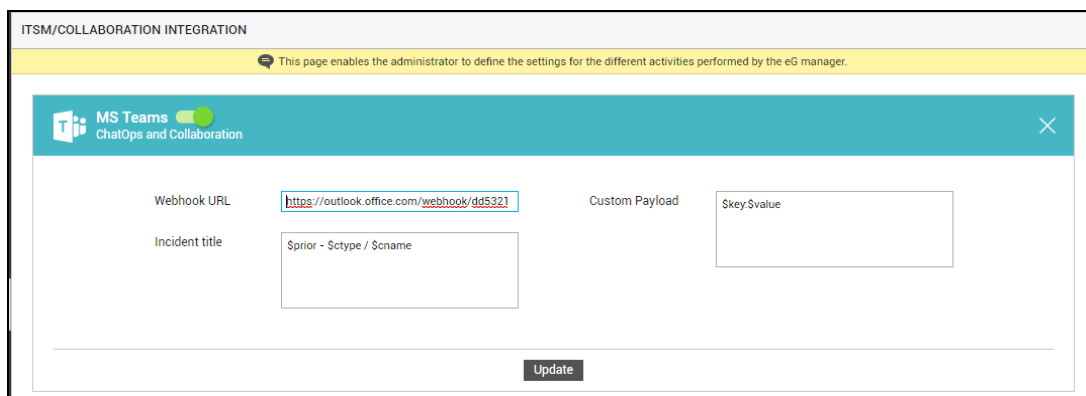 ITSM/COLLABORATION INTEGRATION
This page enables the administrator to define the settings for the different activities performed by the eG manager.
MS Teams
ChatOps and Collaboration
Webhook URL
https://outlook.office.com/webhook/dd5321
Custom Payload
$key:$value
Incident title
$prior - $ctype / $cname
Update